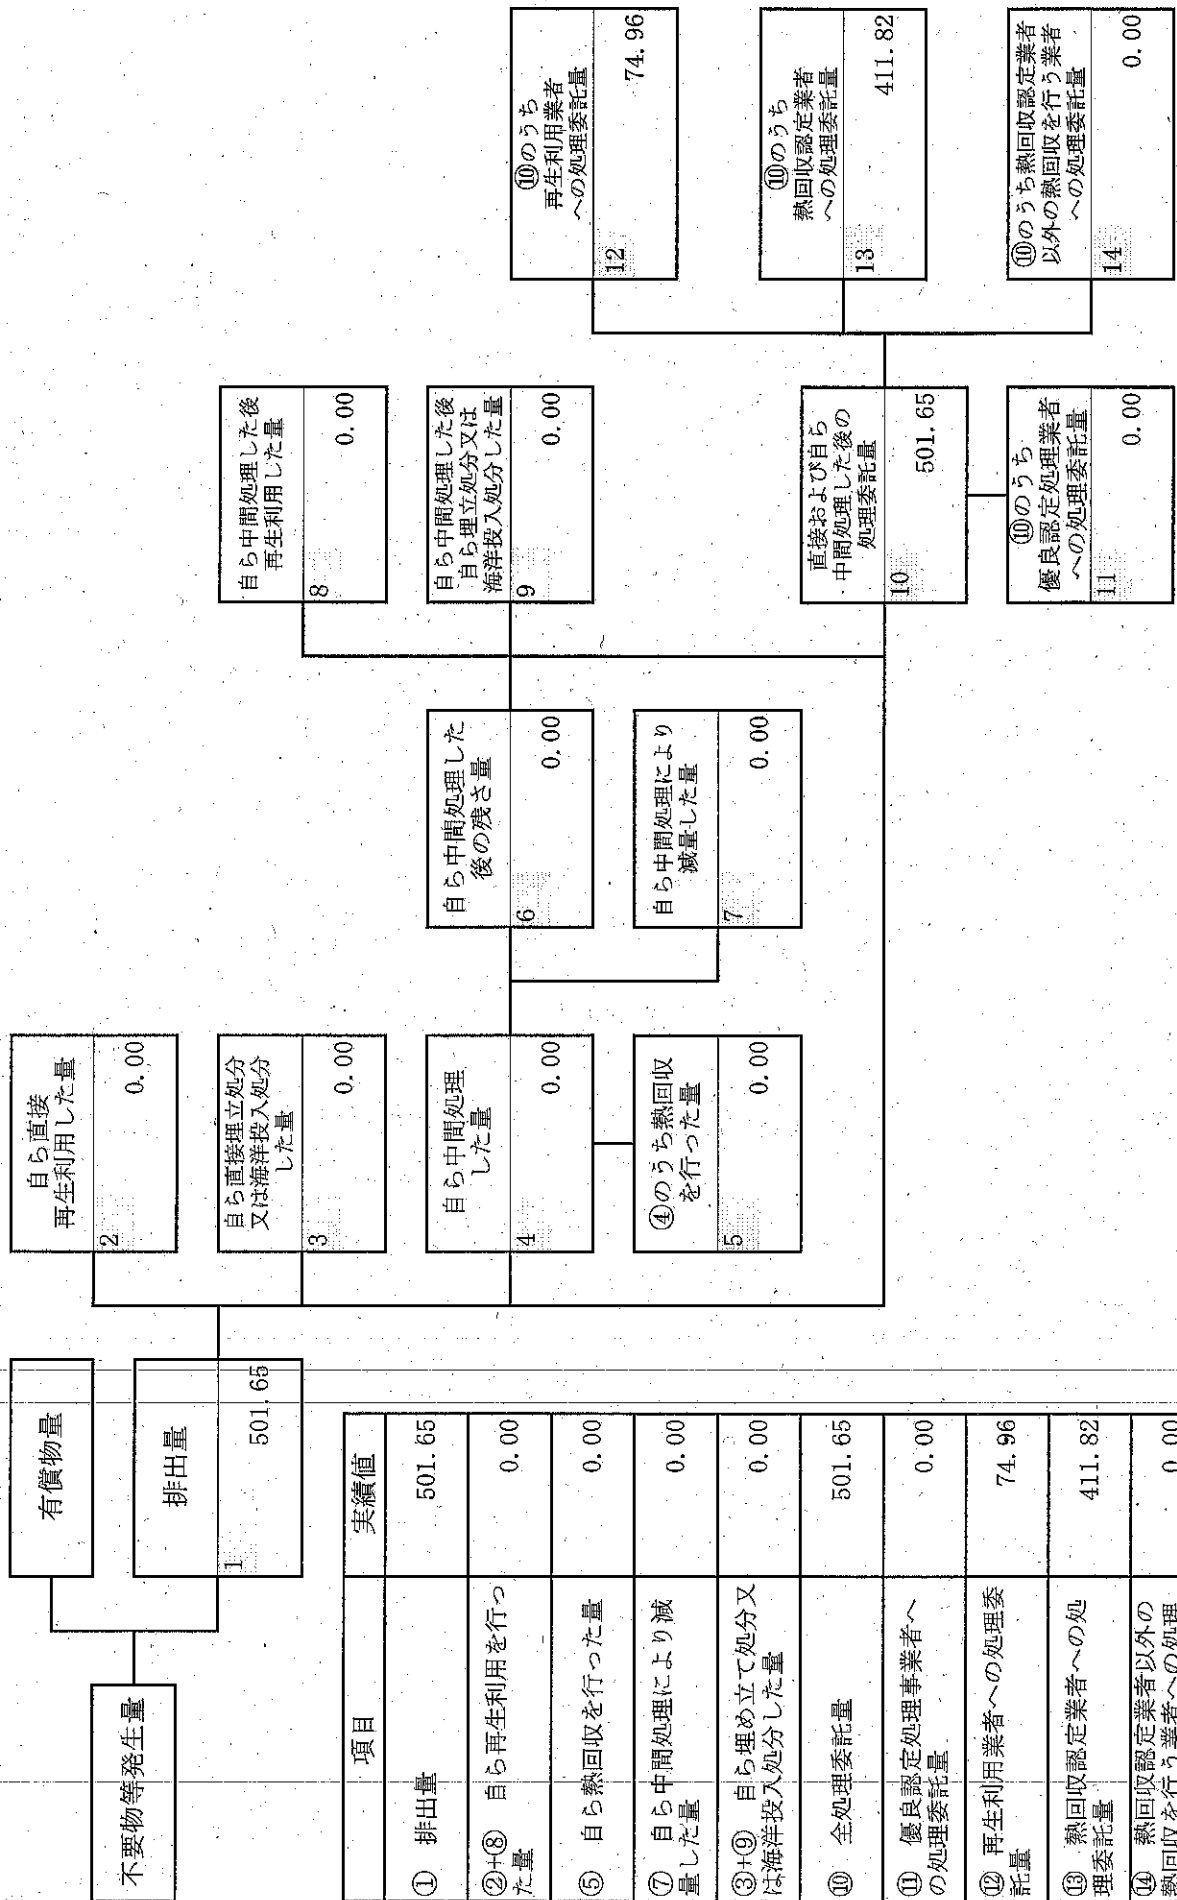 不要物等発生量
有償物量
排出量
1
501.65
自ら直接
再生利用した量
2
0.00
自ら直接埋立処分
又は海洋投入処分
した量
3
0.00
自ら中間処理
した量
4
0.00
④のうち熱回収
を行った量
5
0.00
自ら中間処理した
後の残さ量
6
0.00
自ら中間処理により
減量した量
7
0.00
自ら中間処理した後
再生利用した量
8
0.00
自ら中間処理した後
自ら埋立処分又は
海洋投入処分した量
9
0.00
直接および自ら
中間処理した後の
処理委託量
10
501.65
⑩のうち
優良認定処理業者
への処理委託量
11
0.00
⑩のうち
再生利用業者
への処理委託量
12
74.96
⑩のうち
熱回収認定業者
への処理委託量
13
411.82
⑩のうち熱回収認定業者
以外の熱回収を行う業者
への処理委託量
14
0.00
項目 実績値
① 排出量 501.65
②+⑧ 自ら再生利用を行っ
た量 0.00
⑤ 自ら熱回収を行った量 0.00
⑦ 自ら中間処理により減
量した量 0.00
③+⑨ 自ら埋め立て処分又
は海洋投入処分した量 0.00
⑩ 全処理委託量 501.65
⑪ 優良認定処理事業者へ
の処理委託量 0.00
⑫ 再生利用業者への処理委
託量 74.96
⑬ 熱回収認定業者への処
理委託量 411.82
⑭ 熱回収認定業者以外の
熱回収を行う業者への処理 0.00